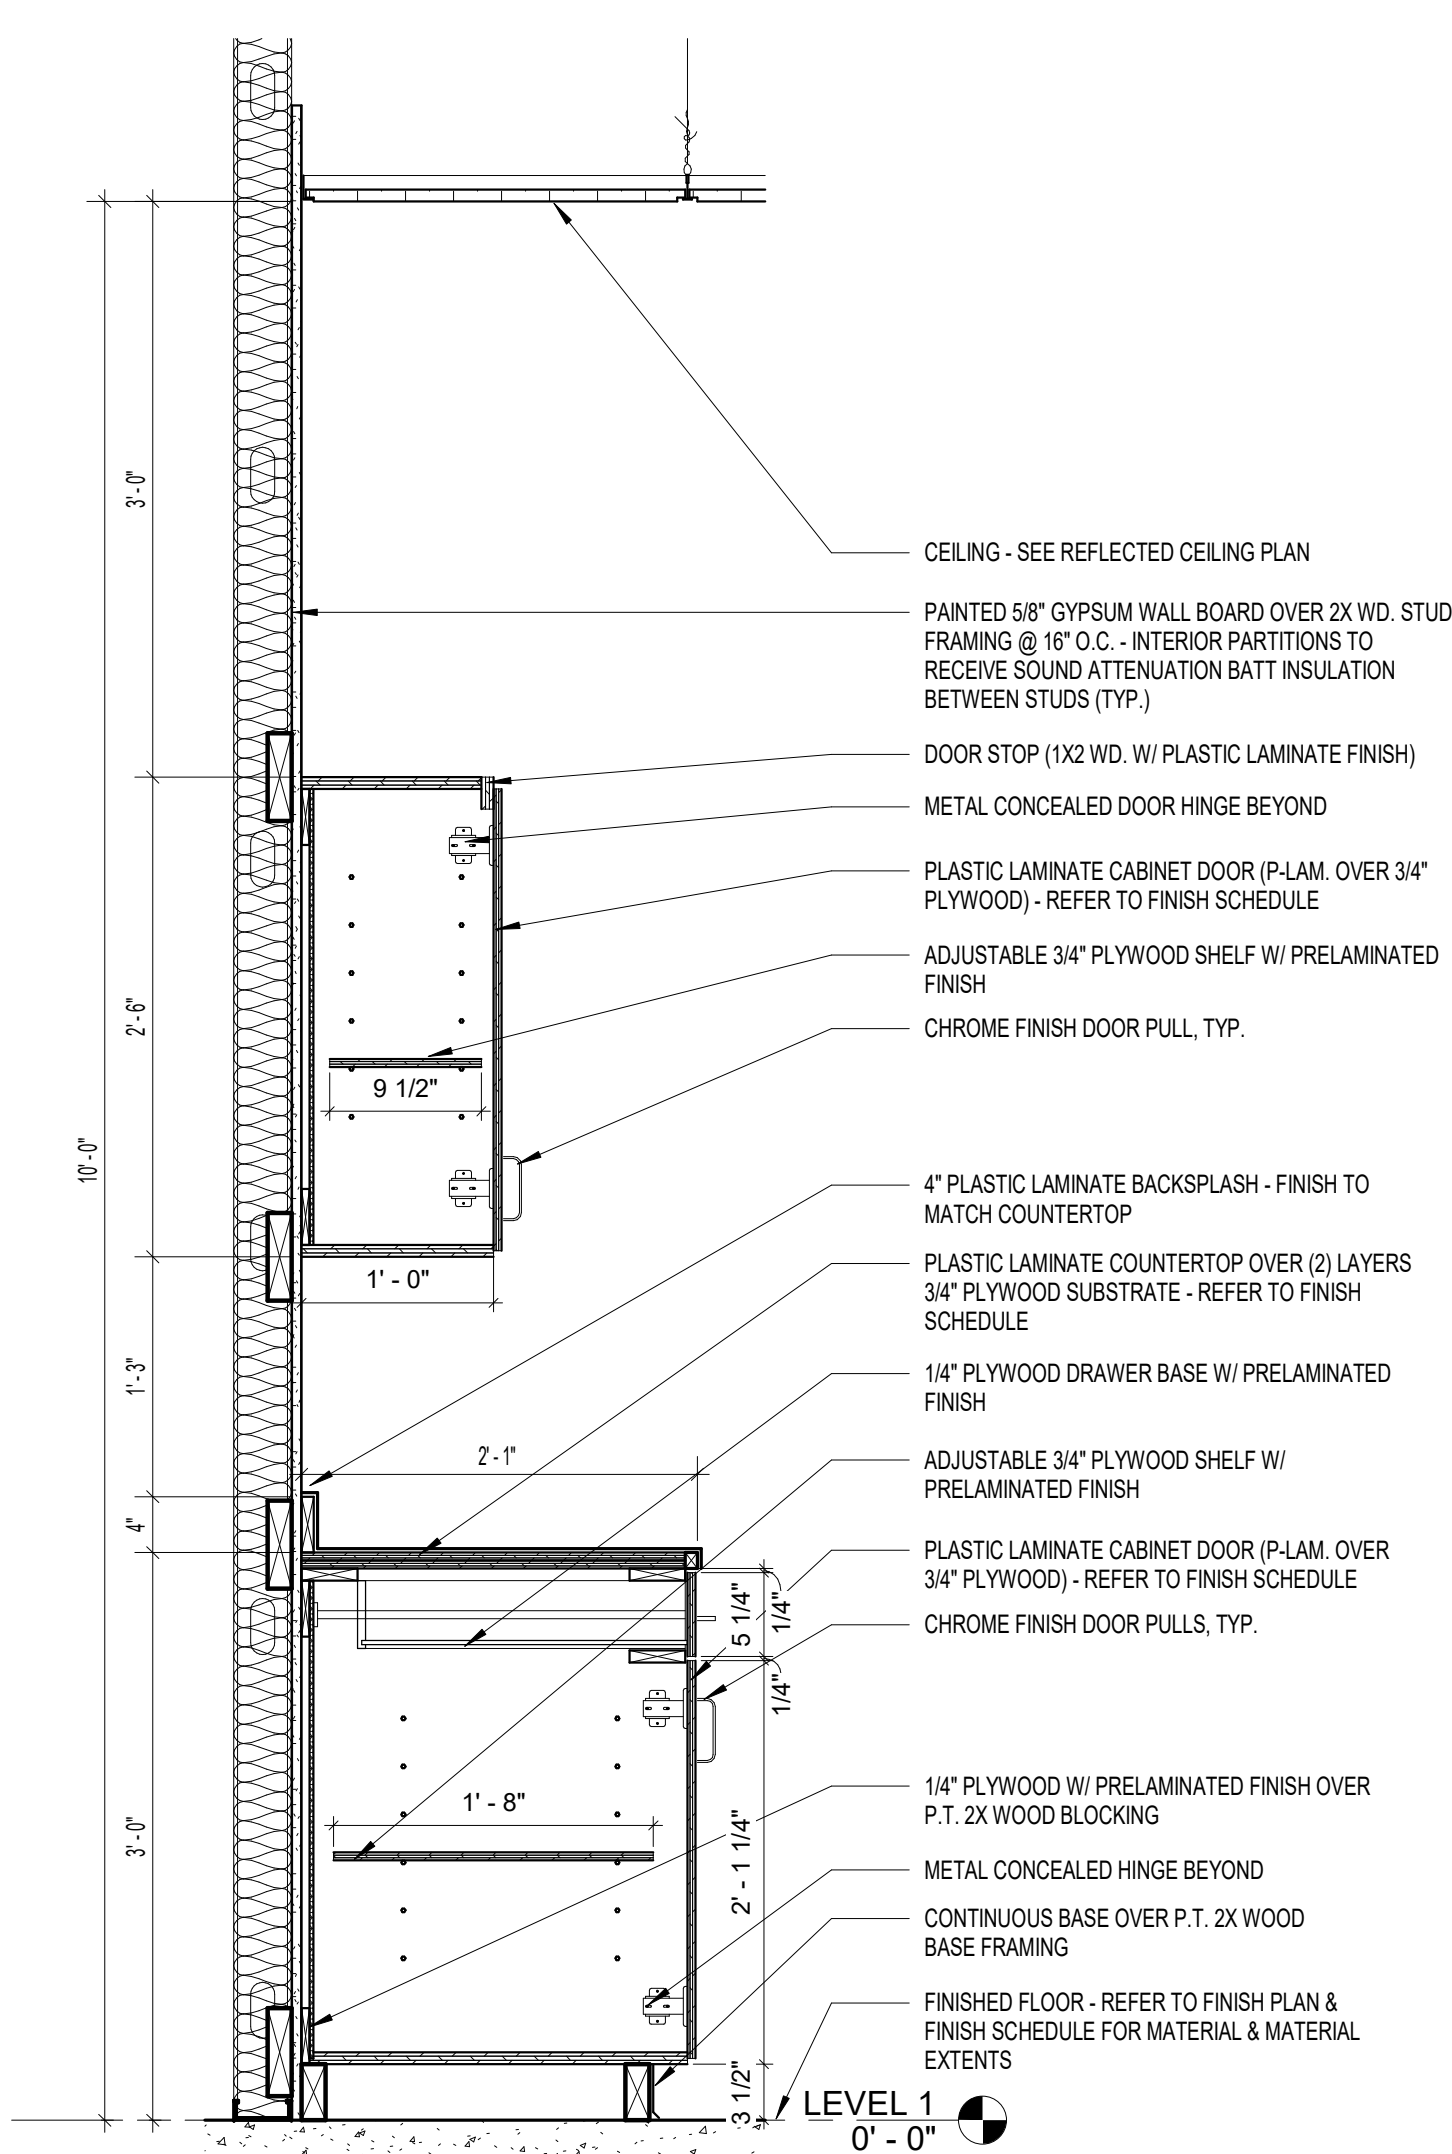 3' - 0"
CEILING - SEE REFLECTED CEILING PLAN
PAINTED 5/8" GYPSUM WALL BOARD OVER 2X WD. STUD
FRAMING @ 16" O.C. - INTERIOR PARTITIONS TO
RECEIVE SOUND ATTENUATION BATT INSULATION
BETWEEN STUDS (TYP.)
DOOR STOP (1X2 WD. W/ PLASTIC LAMINATE FINISH)
METAL CONCEALED DOOR HINGE BEYOND
PLASTIC LAMINATE CABINET DOOR (P-LAM. OVER 3/4"
PLYWOOD) - REFER TO FINISH SCHEDULE
ADJUSTABLE 3/4" PLYWOOD SHELF W/ PRELAMINATED
FINISH
2' - 6"
CHROME FINISH DOOR PULL, TYP.
9 1/2"
10' - 0"
4" PLASTIC LAMINATE BACKSPLASH - FINISH TO
MATCH COUNTERTOP
1' - 0"
PLASTIC LAMINATE COUNTERTOP OVER (2) LAYERS
3/4" PLYWOOD SUBSTRATE - REFER TO FINISH
SCHEDULE
1' - 3"
1/4" PLYWOOD DRAWER BASE W/ PRELAMINATED
FINISH
2' - 1"
ADJUSTABLE 3/4" PLYWOOD SHELF W/
PRELAMINATED FINISH
4"
PLASTIC LAMINATE CABINET DOOR (P-LAM. OVER
3/4" PLYWOOD) - REFER TO FINISH SCHEDULE
5 1/4"
1/4"
CHROME FINISH DOOR PULLS, TYP.
1/4"
1' - 8"
1/4" PLYWOOD W/ PRELAMINATED FINISH OVER
P.T. 2X WOOD BLOCKING
3' - 0"
2' - 1 1/4"
METAL CONCEALED HINGE BEYOND
CONTINUOUS BASE OVER P.T. 2X WOOD
BASE FRAMING
FINISHED FLOOR - REFER TO FINISH PLAN &
FINISH SCHEDULE FOR MATERIAL & MATERIAL
EXTENTS
3 1/2"
LEVEL 1
0' - 0"